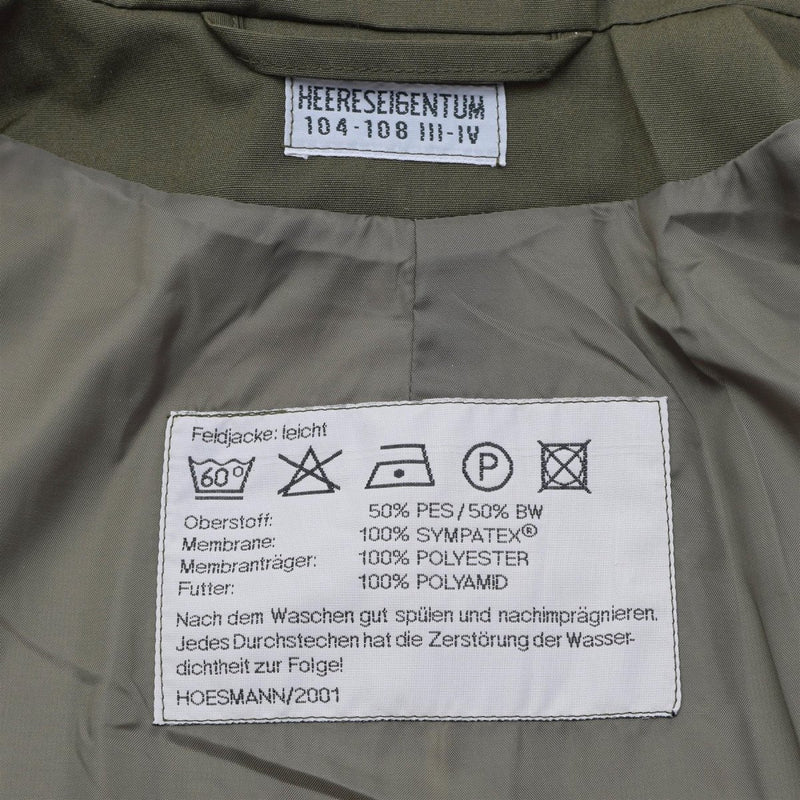 HEERESEIGENTUM
104-108 III-IV
Feldjacke: leicht
60° P
Oberstoff: 50% PES / 50% BW
Membrane: 100% SYMPATEX®
Membranträger: 100% POLYESTER
Futter: 100% POLYAMID
Nach dem Waschen gut spülen und nachimprägnieren.
Jedes Durchstechen hat die Zerstörung der Wasser-
dichtheit zur Folge!
HOESMANN/2001